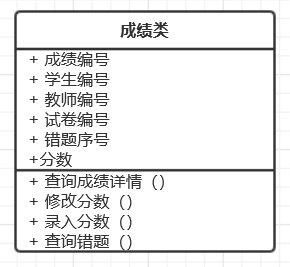 成绩类
+ 成绩编号
+ 学生编号
+ 教师编号
+ 试卷编号
+ 错题序号
+分数
+ 查询成绩详情（）
+ 修改分数（）
+ 录入分数（）
+ 查询错题（）